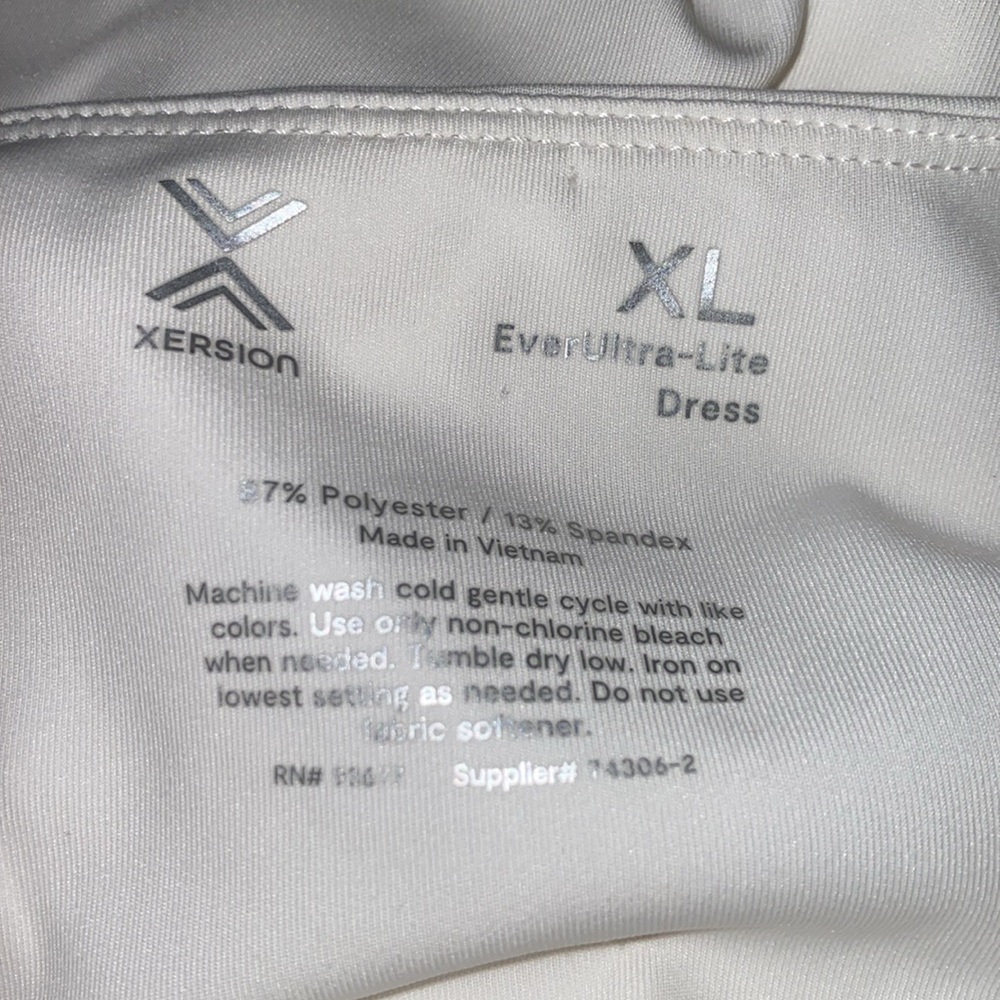 XERSION
XL
EverUltra-Lite
Dress
87% Polyester / 13% Spandex
Made in Vietnam
Machine wash cold gentle cycle with like
colors. Use only non-chlorine bleach
when needed. Tumble dry low. Iron on
lowest setting as needed. Do not use
fabric softener.
RN# Supplier# 74306-2